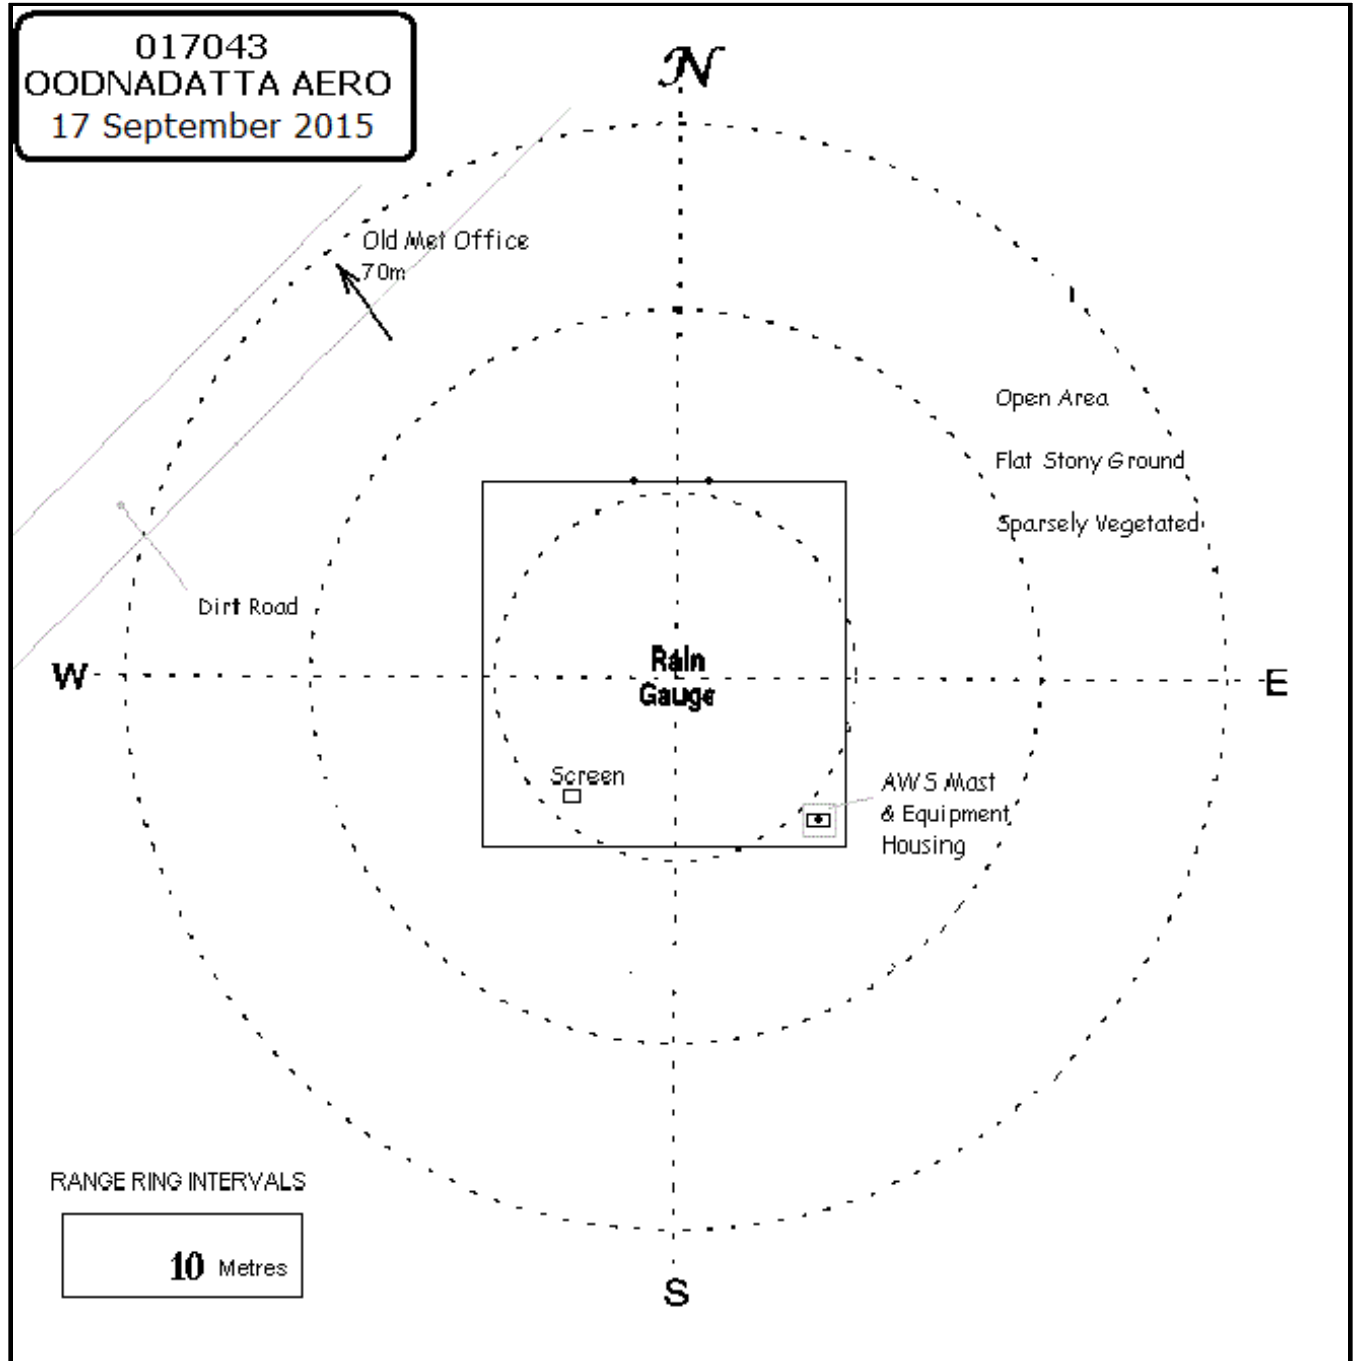 017043
OODNADATTA AERO
17 September 2015
N
Old Met Office
70m
Open Area
Flat Stony Ground
Sparsely Vegetated
Dirt Road
W
Rain
Gauge
E
Screen
AWS Mast
& Equipment
Housing
RANGE RING INTERVALS
10 Metres
S